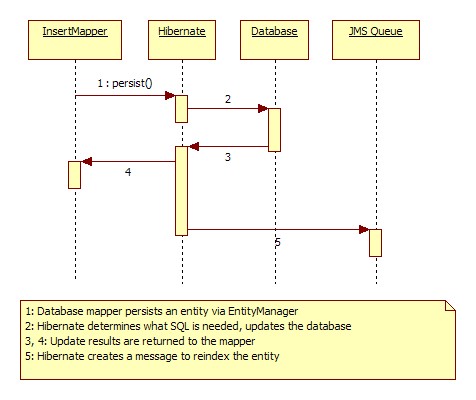 InsertMapper
Hibernate
Database
JMS Queue
1 : persist()
2
3
4
5
1: Database mapper persists an entity via EntityManager
2: Hibernate determines what SQL is needed, updates the database
3, 4: Update results are returned to the mapper
5: Hibernate creates a message to reindex the entity